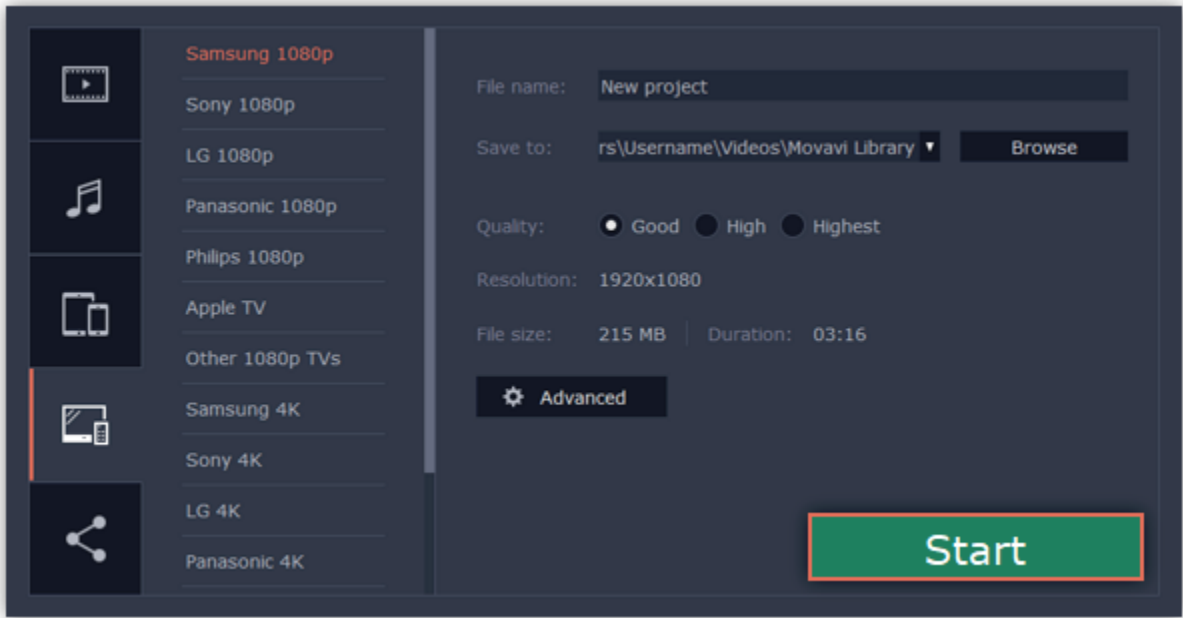 Samsung 1080p
Sony 1080p
LG 1080p
Panasonic 1080p
Philips 1080p
Apple TV
Other 1080p TVs
Samsung 4K
Sony 4K
LG 4K
Panasonic 4K
File name: New project
Save to: rs\Username\Videos\Movavi Library Browse
Quality: Good High Highest
Resolution: 1920x1080
File size: 215 MB Duration: 03:16
Advanced
Start